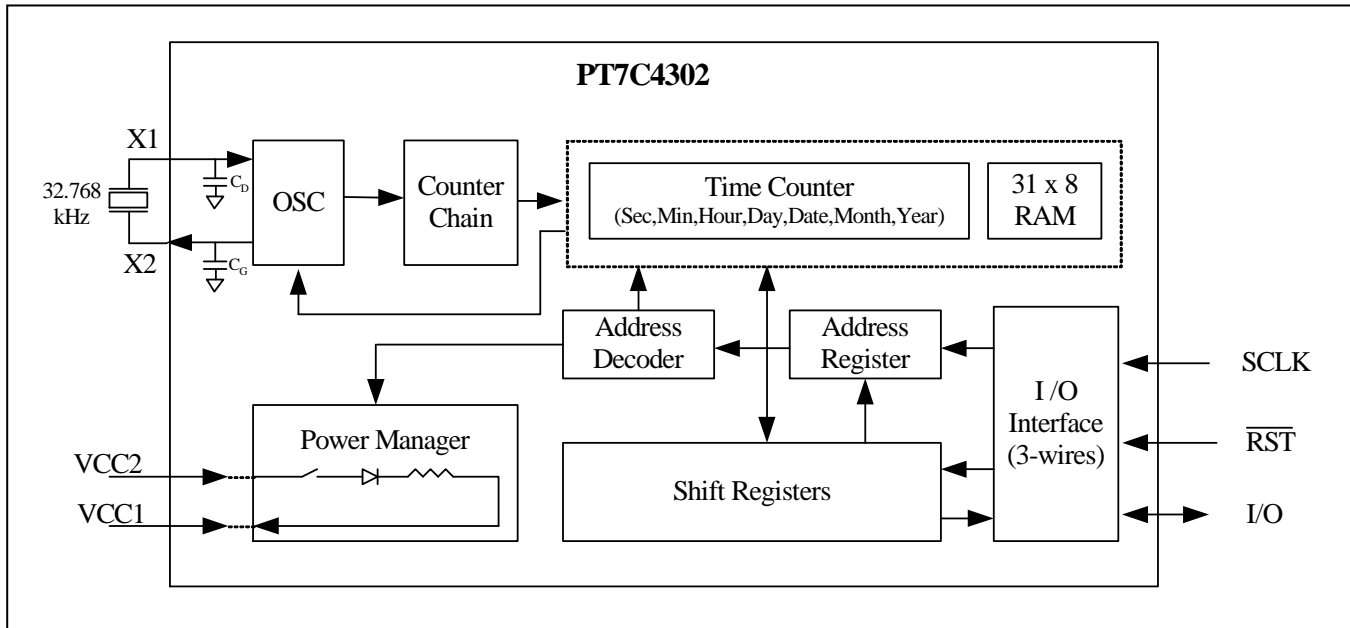 PT7C4302
X1
32.768
kHz
X2
C_D
C_G
OSC
Counter
Chain
Time Counter
(Sec,Min,Hour,Day,Date,Month,Year)
31 x 8
RAM
Address
Decoder
Address
Register
I /O
Interface
(3-wires)
SCLK
RST
I/O
Power Manager
VCC2
VCC1
Shift Registers